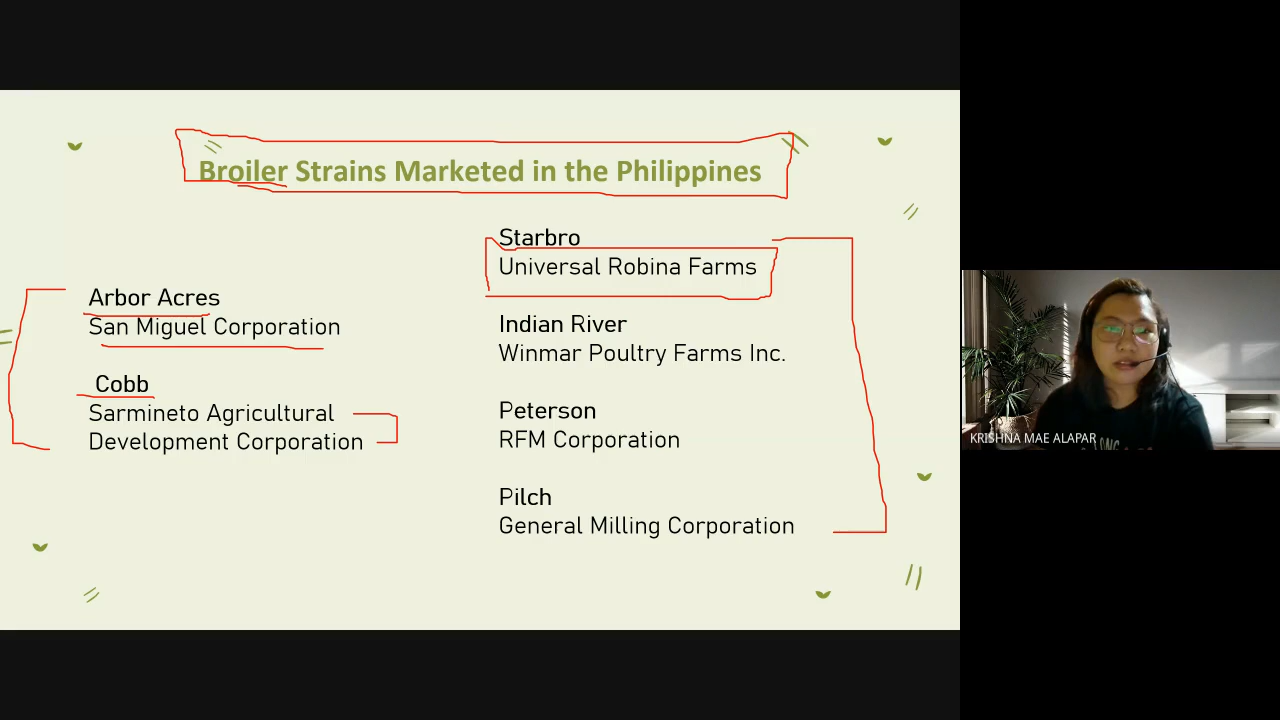 Broiler Strains Marketed in the Philippines
Arbor Acres
San Miguel Corporation
Cobb
Sarmineto Agricultural
Development Corporation
Starbro
Universal Robina Farms
Indian River
Winmar Poultry Farms Inc.
Peterson
RFM Corporation
Pilch
General Milling Corporation
KRISHNA MAE ALAPAR